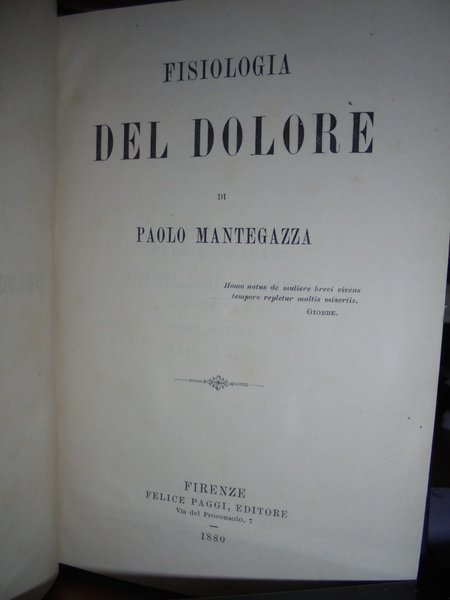 FISIOLOGIA
DEL DOLORE
DI
PAOLO MANTEGAZZA
Homo natus de muliere brevi vivens
tempore repletur multis miseriis.
GIOBBE.
FIRENZE
FELICE PAGGI, EDITORE
Via del Proconsolo, 7
1880